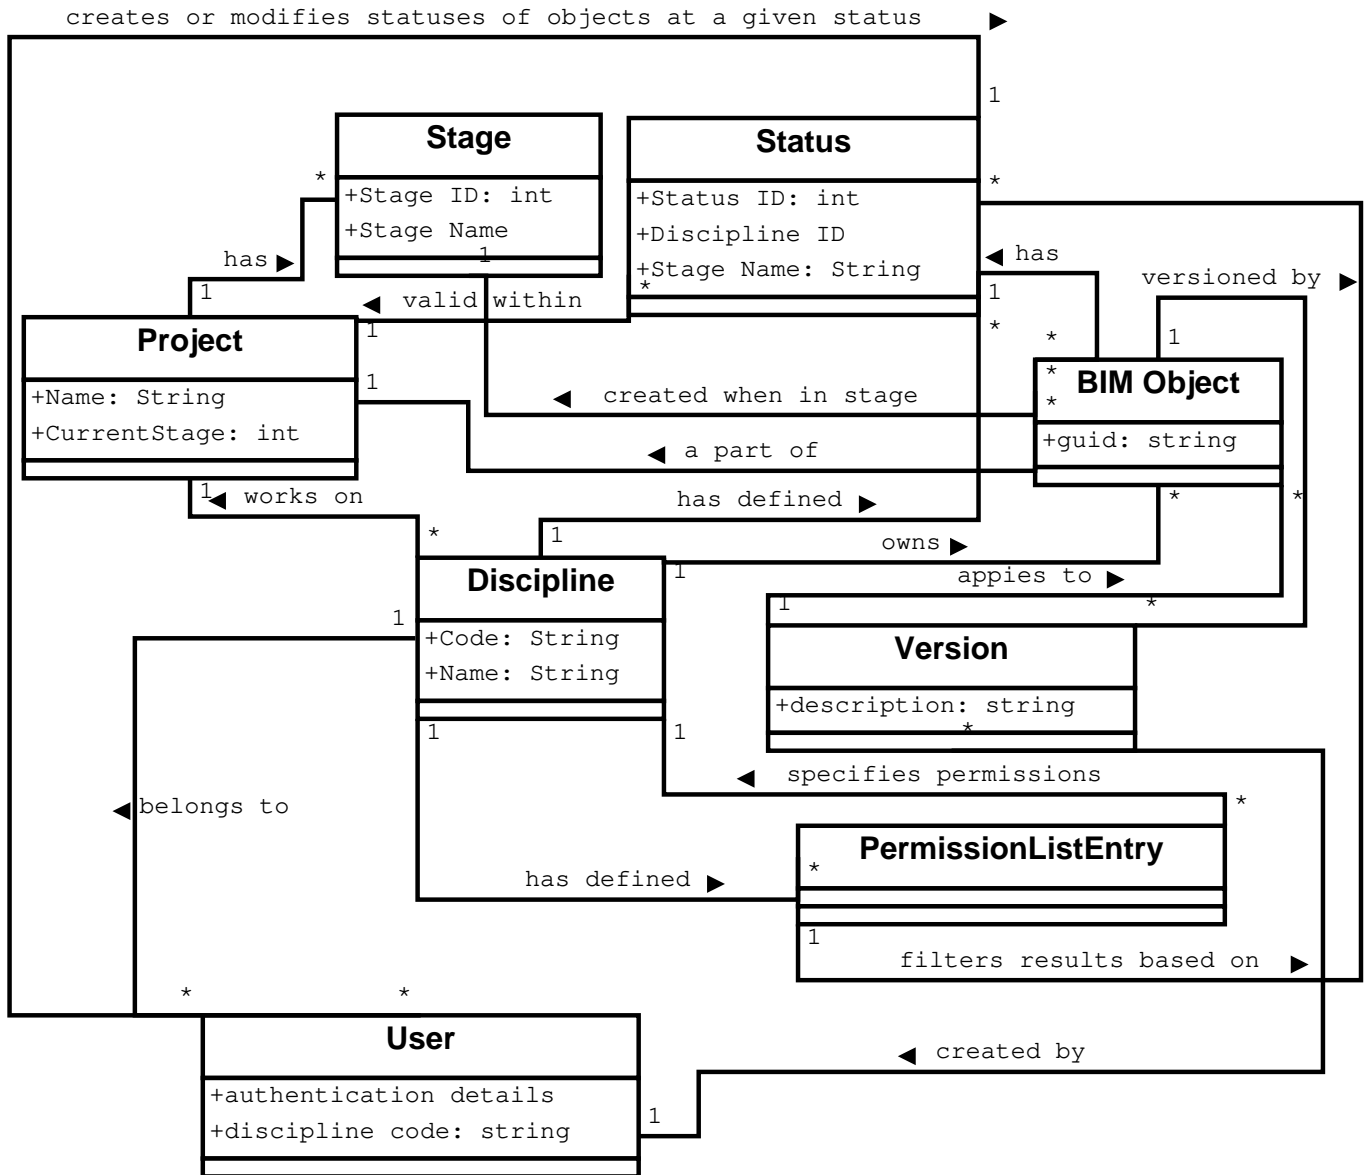 creates or modifies statuses of objects at a given status ►
1
Stage
Status
*
+Stage ID: int
+Stage Name
1
+Status ID: int
+Discipline ID
+Stage Name: String
*
*
has ►
1
◄ has
1
versioned by ►
◄ valid within
1
*
*
1
Project
+Name: String
+CurrentStage: int
1
◄ created when in stage
*
*
BIM Object
+guid: string
◄ a part of
1
◄ works on
has defined ►
*
*
*
1
owns ►
Discipline
1
appies to ►
1
*
1
+Code: String
+Name: String
Version
+description: string
*
1
1
◄ specifies permissions
*
◄ belongs to
PermissionListEntry
*
has defined ►
1
filters results based on ►
*
*
User
◄ created by
+authentication details
+discipline code: string
1